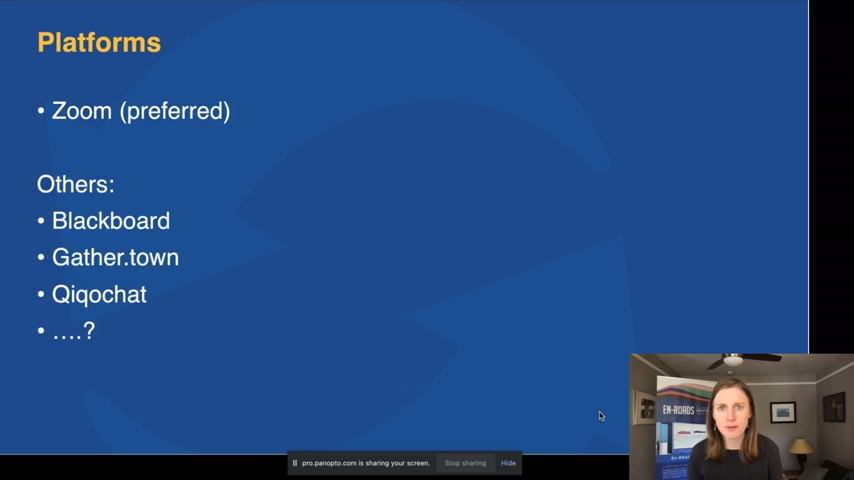 Platforms
• Zoom (preferred)
Others:
• Blackboard
• Gather.town
• Qiqochat
• ....?
EN-ROADS
pro.panopto.com is sharing your screen.
Stop sharing
Hide